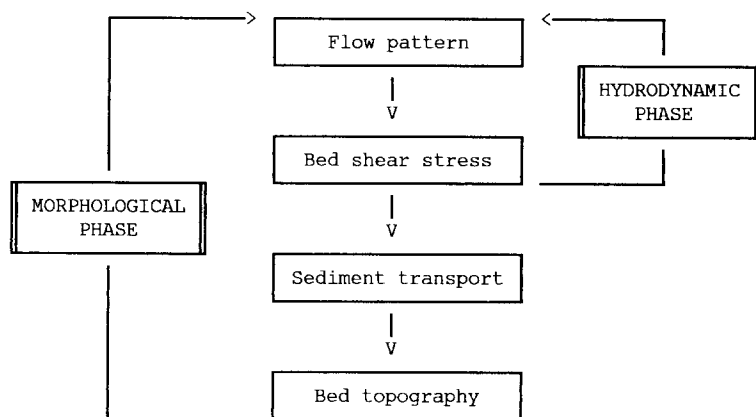 Flow pattern
HYDRODYNAMIC
PHASE
Bed shear stress
MORPHOLOGICAL
PHASE
Sediment transport
Bed topography